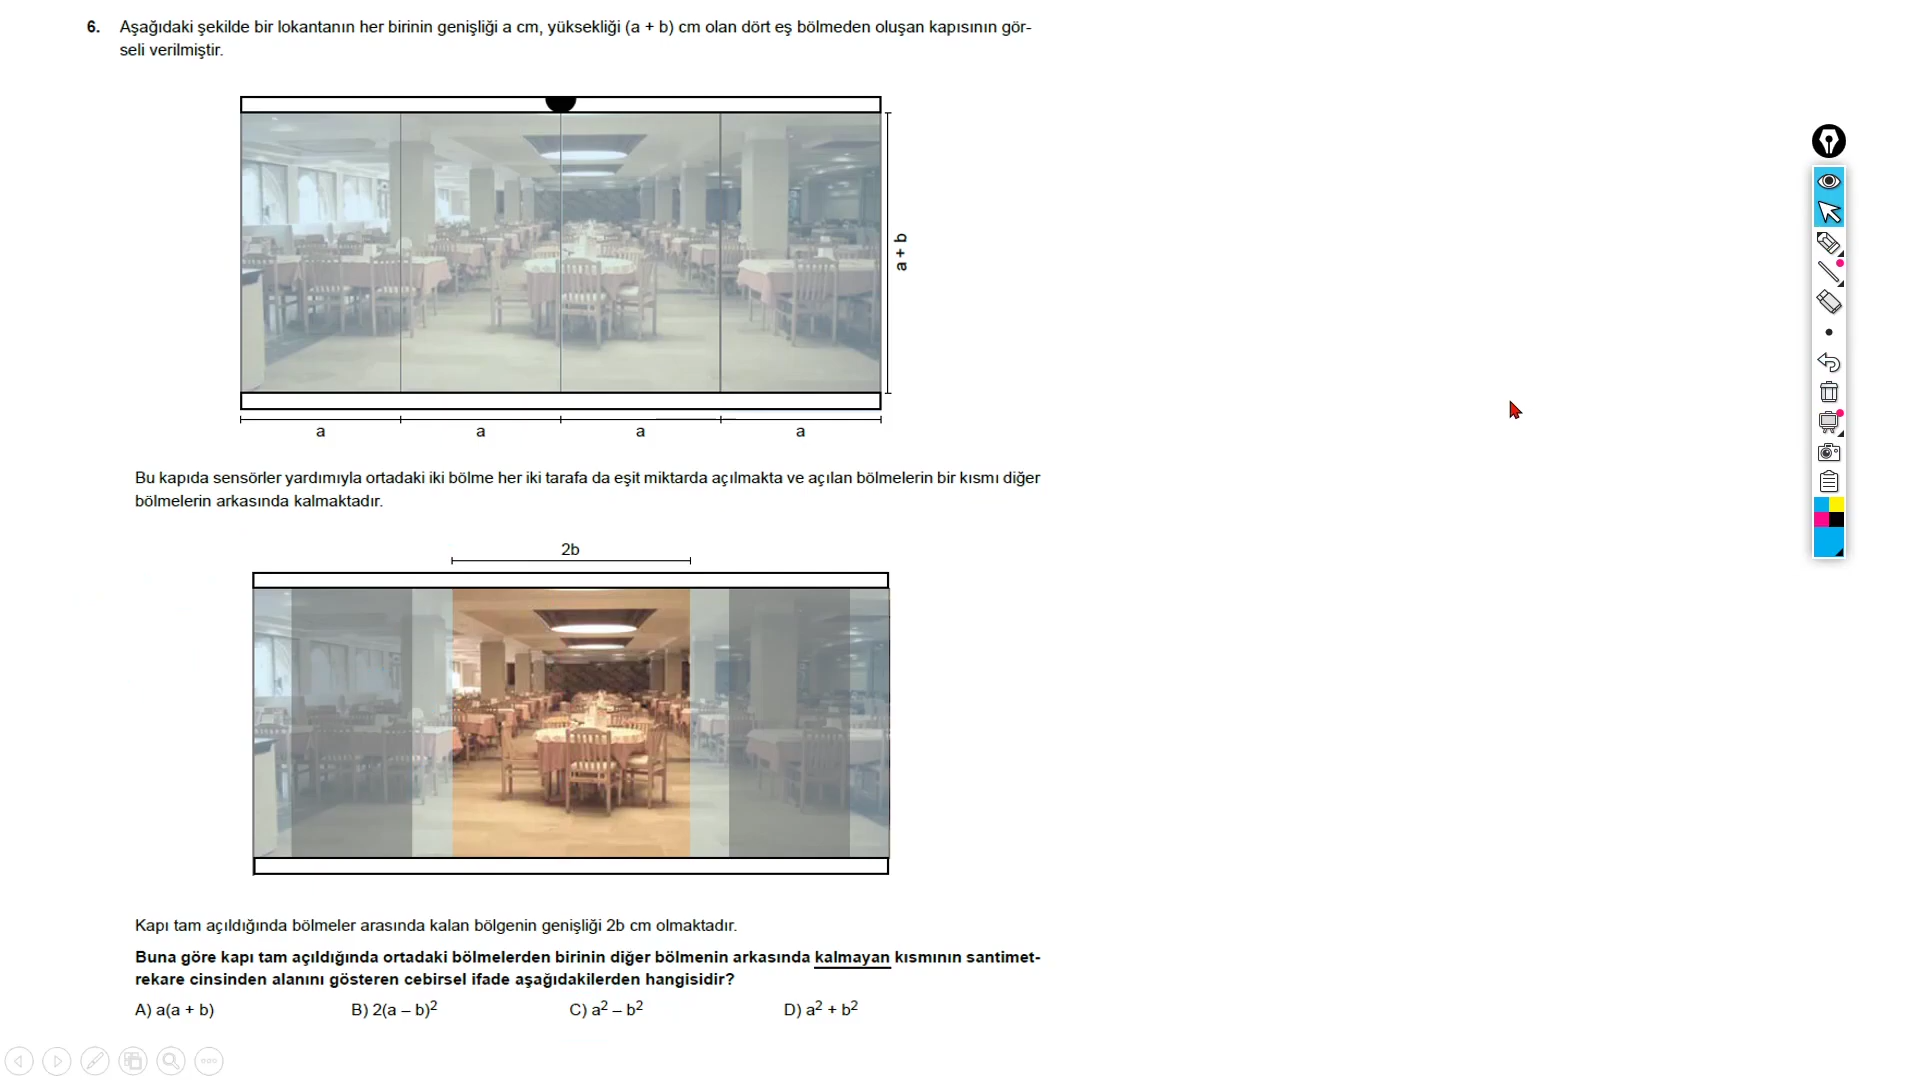 6. Aşağıdaki şekilde bir lokantanın her birinin genişliği a cm, yüksekliği (a + b) cm olan dört eş bölmeden oluşan kapısının gör-
seli verilmiştir.
a + b
a a a a
Bu kapıda sensörler yardımıyla ortadaki iki bölme her iki tarafa da eşit miktarda açılmakta ve açılan bölmelerin bir kısmı diğer
bölmelerin arkasında kalmaktadır.
2b
Kapı tam açıldığında bölmeler arasında kalan bölgenin genişliği 2b cm olmaktadır.
Buna göre kapı tam açıldığında ortadaki bölmelerden birinin diğer bölmenin arkasında kalmayan kısmının santimet-
rekare cinsinden alanını gösteren cebirsel ifade aşağıdakilerden hangisidir?
A) a(a + b) B) 2(a – b)² C) a² – b² D) a² + b²